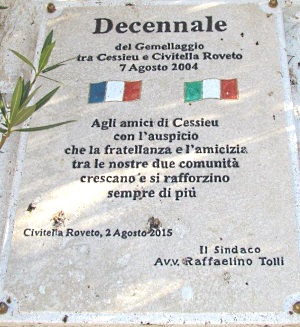 Decennale
del Gemellaggio
tra Cessieu e Civitella Roveto
7 Agosto 2004
Agli amici di Cessieu
con l'auspicio
che la fratellanza e l'amicizia
tra le nostre due comunità
crescano e si rafforzino
sempre di più
Civitella Roveto, 2 Agosto 2015
Il Sindaco
Avv. Raffaelino Tolli